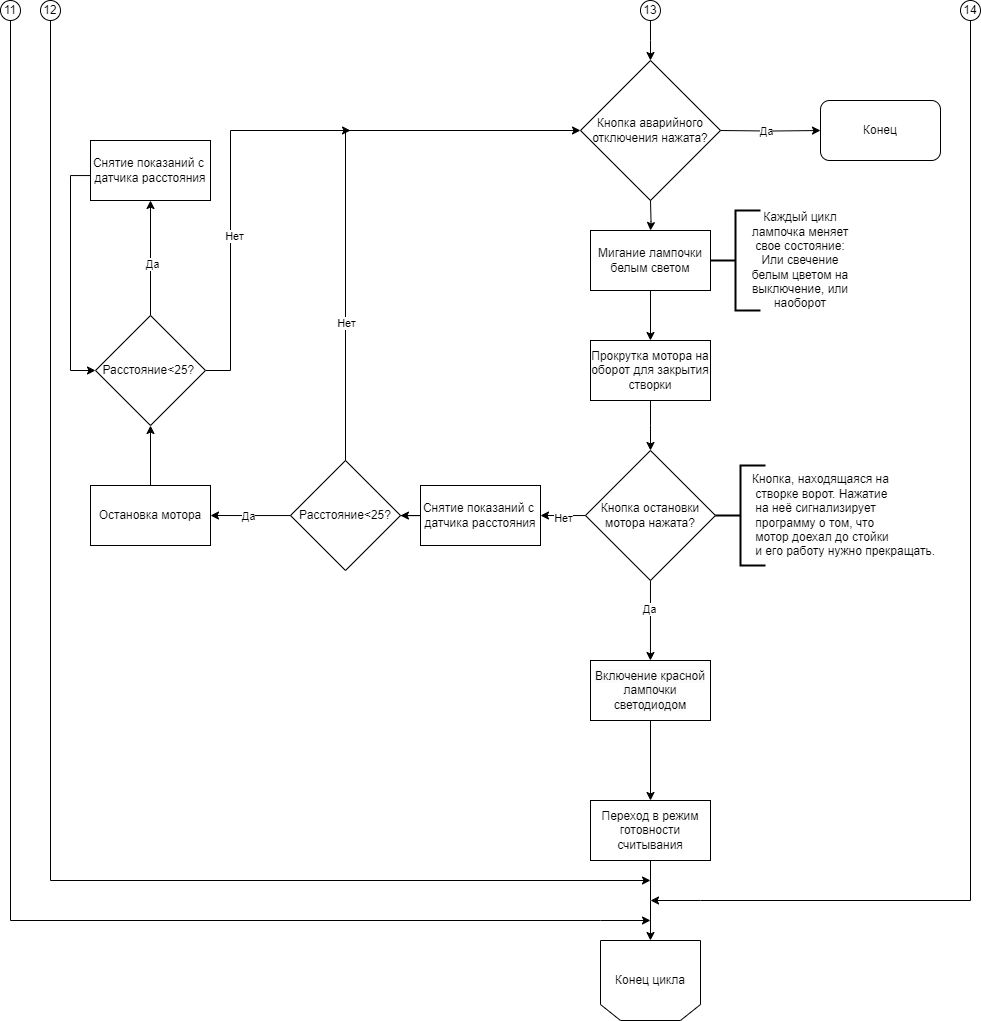 11
12
13
14
Кнопка аварийного
отключения нажата?
Да
Конец
Снятие показаний с
датчика расстояния
Каждый цикл
лампочка меняет
свое состояние:
Или свечение
белым цветом на
выключение, или
наоборот
Нет
Мигание лампочки
белым светом
Да
Нет
Прокрутка мотора на
оборот для закрытия
створки
Расстояние<25?
Кнопка, находящаяся на
створке ворот. Нажатие
на неё сигнализирует
программу о том, что
мотор доехал до стойки
и его работу нужно прекращать.
Остановка мотора
Да
Расстояние<25?
Снятие показаний с
датчика расстояния
Нет
Кнопка остановки
мотора нажата?
Да
Включение красной
лампочки
светодиодом
Переход в режим
готовности
считывания
Конец цикла